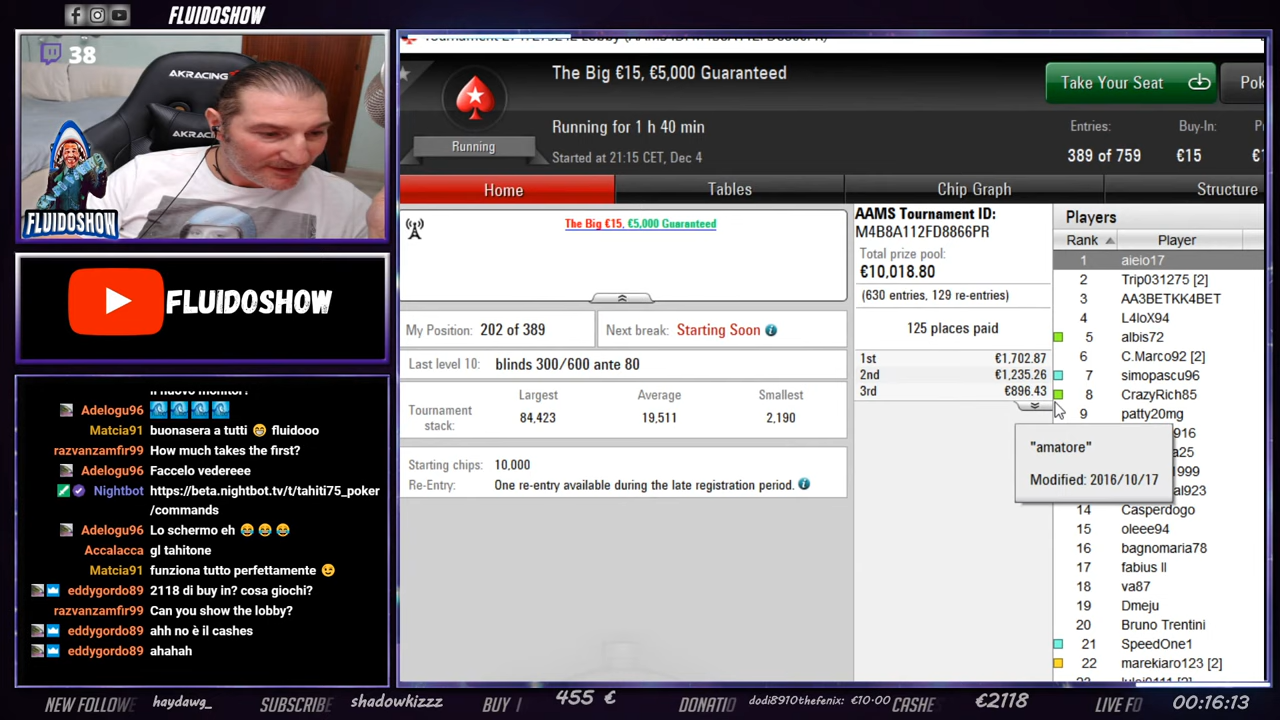 FLUIDOSHOW
38
AKRACING
FLUIDOSHOW
FLUIDOSHOW
il nuovo monitor?
Adelogu96
Matcia91 buonasera a tutti 😁 fluidooo
razvanzamfir99 How much takes the first?
Adelogu96 Faccelo vedereee
Nightbot https://beta.nightbot.tv/t/tahiti75_poker
/commands
Adelogu96 Lo schermo eh 😂 😂 😂
Accalacca gl tahitone
Matcia91 funziona tutto perfettamente 😉
eddygordo89 2118 di buy in? cosa giochi?
razvanzamfir99 Can you show the lobby?
eddygordo89 ahh no è il cashes
eddygordo89 ahahah
The Big €15, €5,000 Guaranteed
Take Your Seat
Running
Running for 1 h 40 min
Started at 21:15 CET, Dec 4
Entries: Buy-In:
389 of 759 €15
Home Tables Chip Graph Structure
The Big €15, €5,000 Guaranteed
My Position: 202 of 389 Next break: Starting Soon
Last level 10: blinds 300/600 ante 80
Largest Average Smallest
Tournament
stack: 84,423 19,511 2,190
Starting chips: 10,000
Re-Entry: One re-entry available during the late registration period.
AAMS Tournament ID:
M4B8A112FD8866PR
Total prize pool:
€10,018.80
(630 entries, 129 re-entries)
125 places paid
1st €1,702.87
2nd €1,235.26
3rd €896.43
Players
Rank Player
1 aieio17
2 Trip031275 [2]
3 AA3BETKK4BET
4 L4loX94
5 albis72
6 C.Marco92 [2]
7 simopascu96
8 CrazyRich85
9 patty20mg
"amatore"
Modified: 2016/10/17
14 Casperdogo
15 oleee94
16 bagnomaria78
17 fabius ll
18 va87
19 Dmeju
20 Bruno Trentini
21 SpeedOne1
22 marekiaro123 [2]
NEW FOLLOWE haydawg_ SUBSCRIBE shadowkizzz BUY I 455 € DONATIO dodi8910thefenix: €10.00 CASHES €2118 LIVE FO 00:16:13